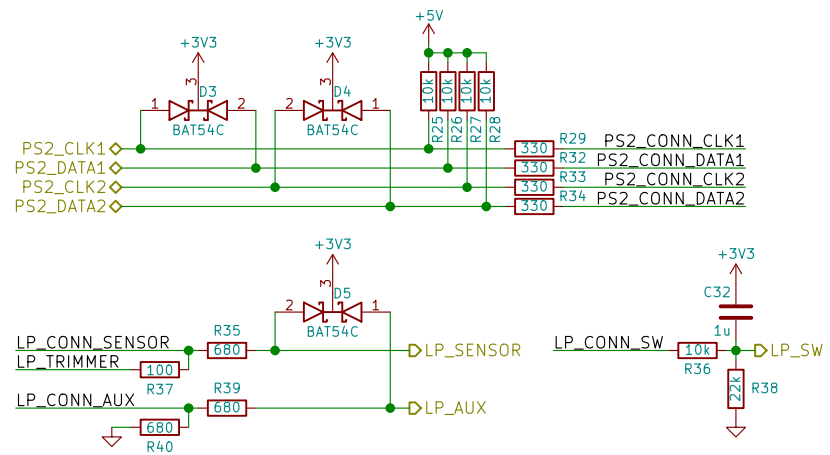 +5V
+3V3
+3V3
3
D3
3
D4
1
2
2
1
BAT54C
BAT54C
10k
10k
10k
10k
R25
R26
R27
R28
PS2_CLK1
330
R29
PS2_CONN_CLK1
PS2_DATA1
330
R32
PS2_CONN_DATA1
PS2_CLK2
330
R33
PS2_CONN_CLK2
PS2_DATA2
330
R34
PS2_CONN_DATA2
+3V3
3
D5
2
1
BAT54C
+3V3
C32
1u
LP_CONN_SENSOR
R35
680
LP_SENSOR
LP_TRIMMER
100
R37
LP_CONN_AUX
R39
680
LP_AUX
680
R40
LP_CONN_SW
10k
R36
LP_SW
22k
R38